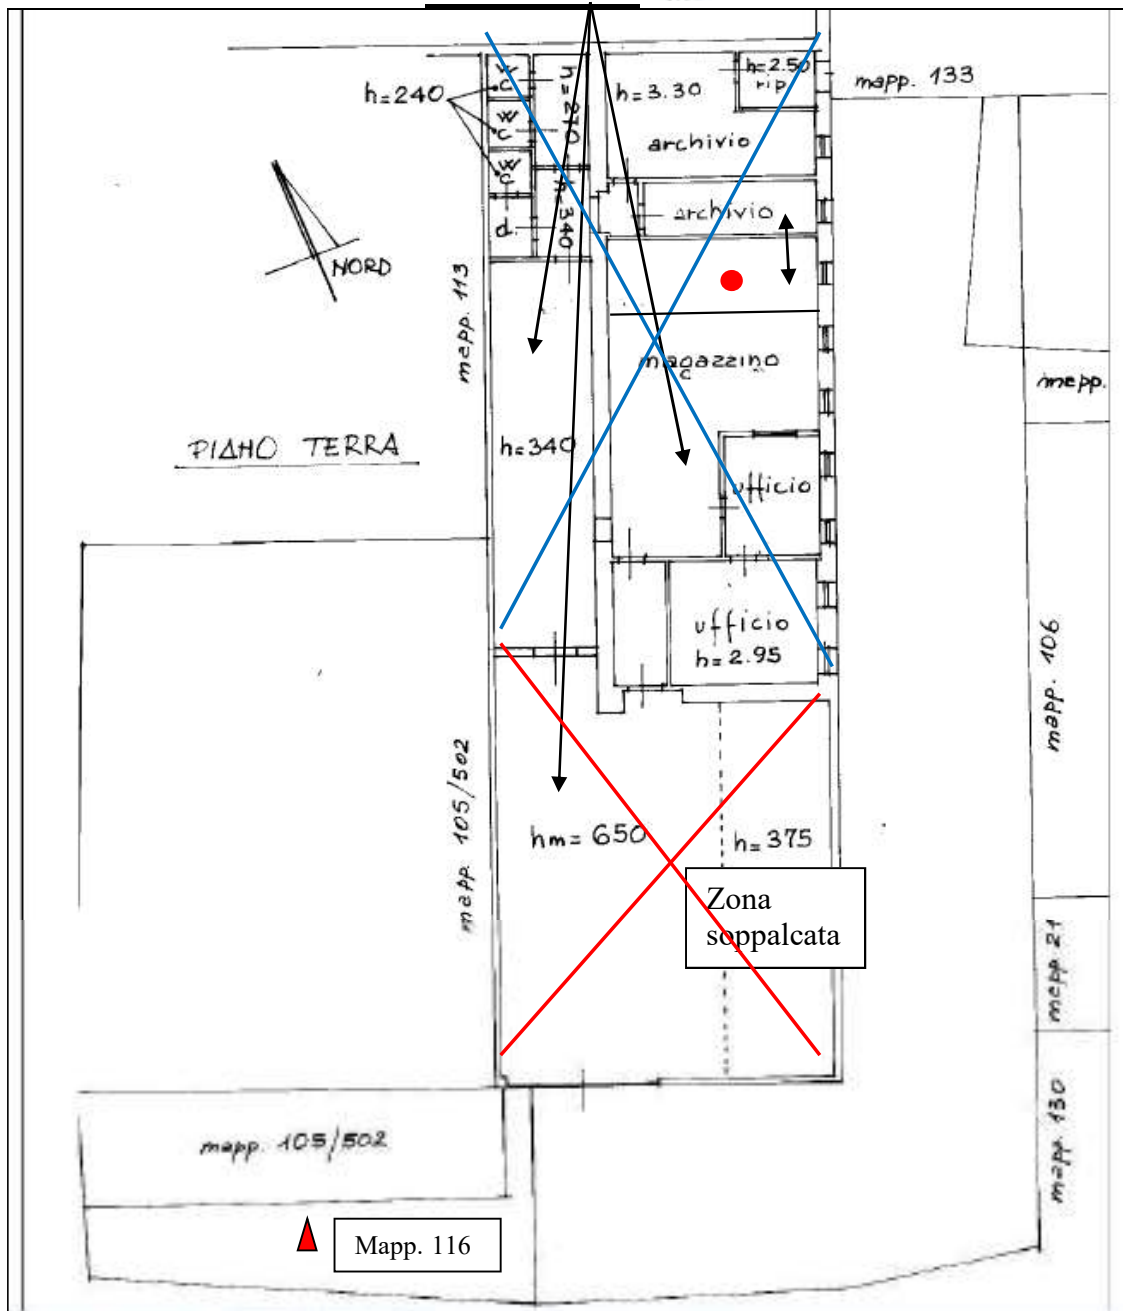 h=240
w
c
w
c
w
c
d
h=270
h=340
h=3.30
h=2.50
rip
archivio
archivio
mapp. 133
NORD
mapp. 113
magazzino
c
mapp.
PIANO TERRA
h=340
ufficio
ufficio
h=2.95
mapp. 106
mapp. 105/502
hm=650
h=375
Zona
soppalcata
mapp. 21
mapp. 130
mapp. 105/502
Mapp. 116